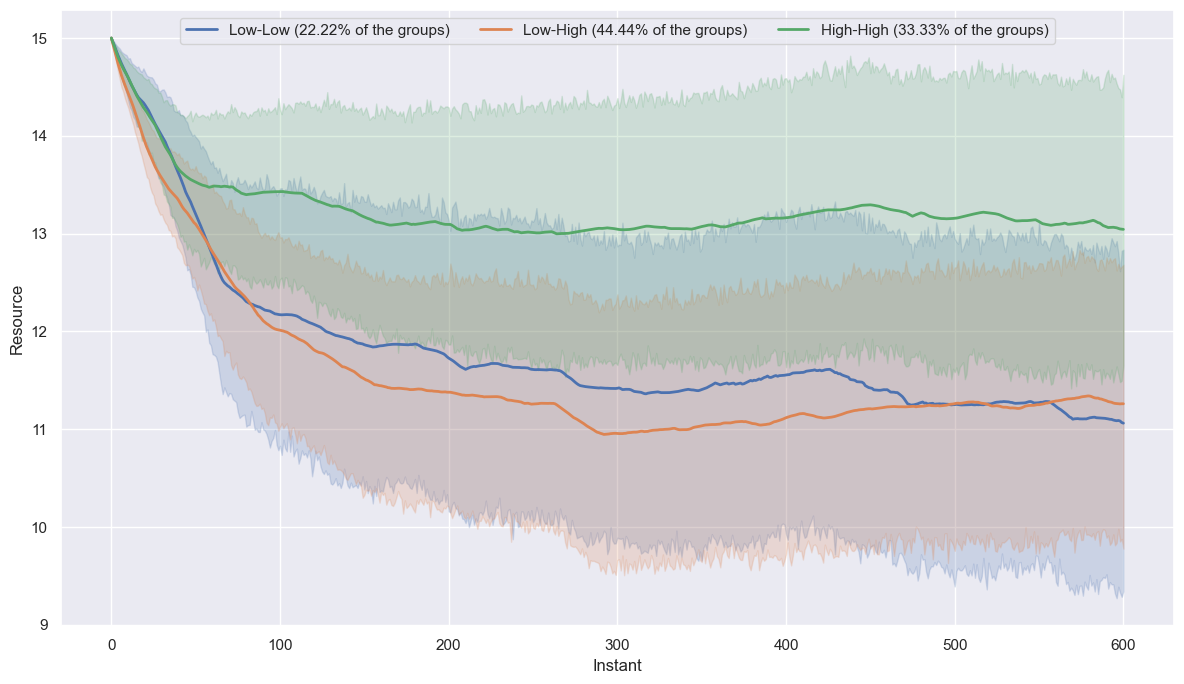 Low-Low (22.22% of the groups) Low-High (44.44% of the groups) High-High (33.33% of the groups)
15
14
13
12
11
10
9
Resource
0 100 200 300 400 500 600
Instant